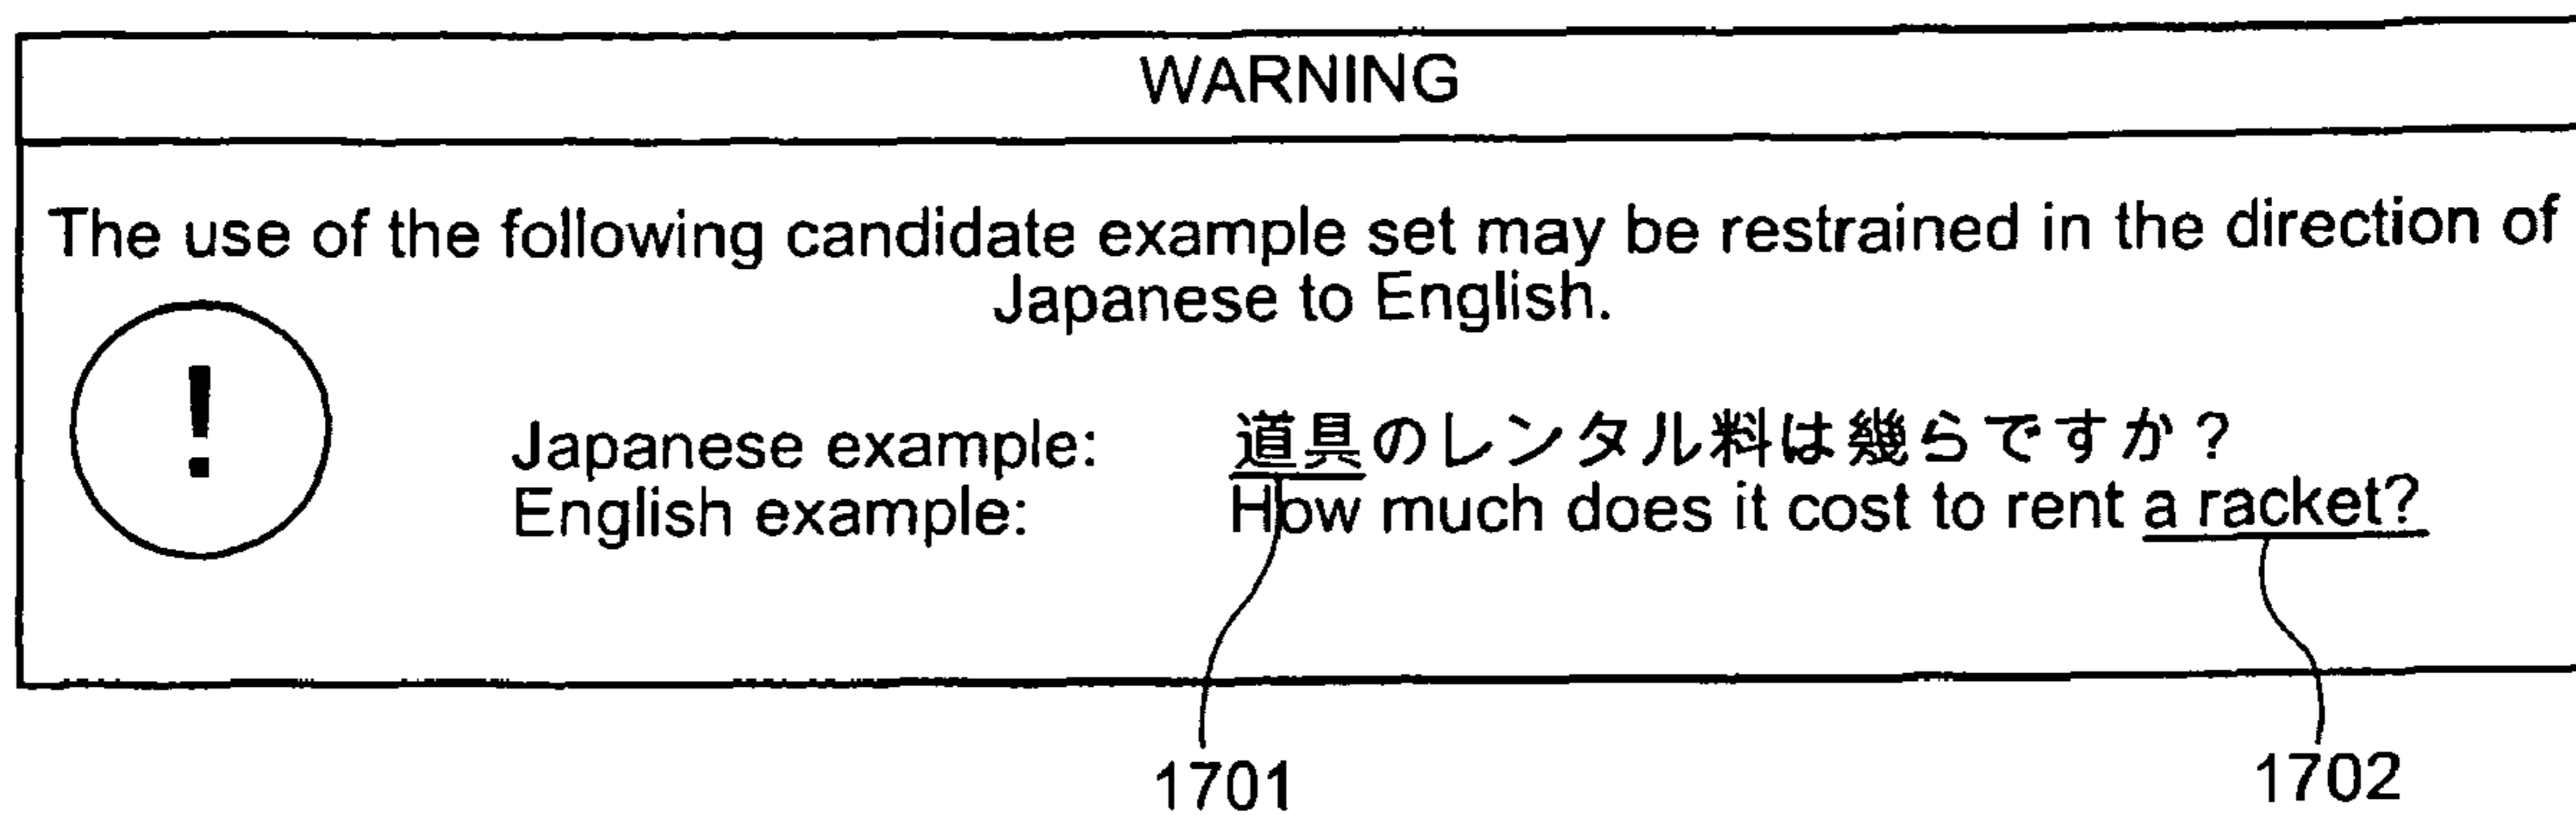 WARNING
The use of the following candidate example set may be restrained in the direction of
Japanese to English.
!
Japanese example: 道具のレンタル料は幾らですか？
English example: How much does it cost to rent a racket?
1701
1702